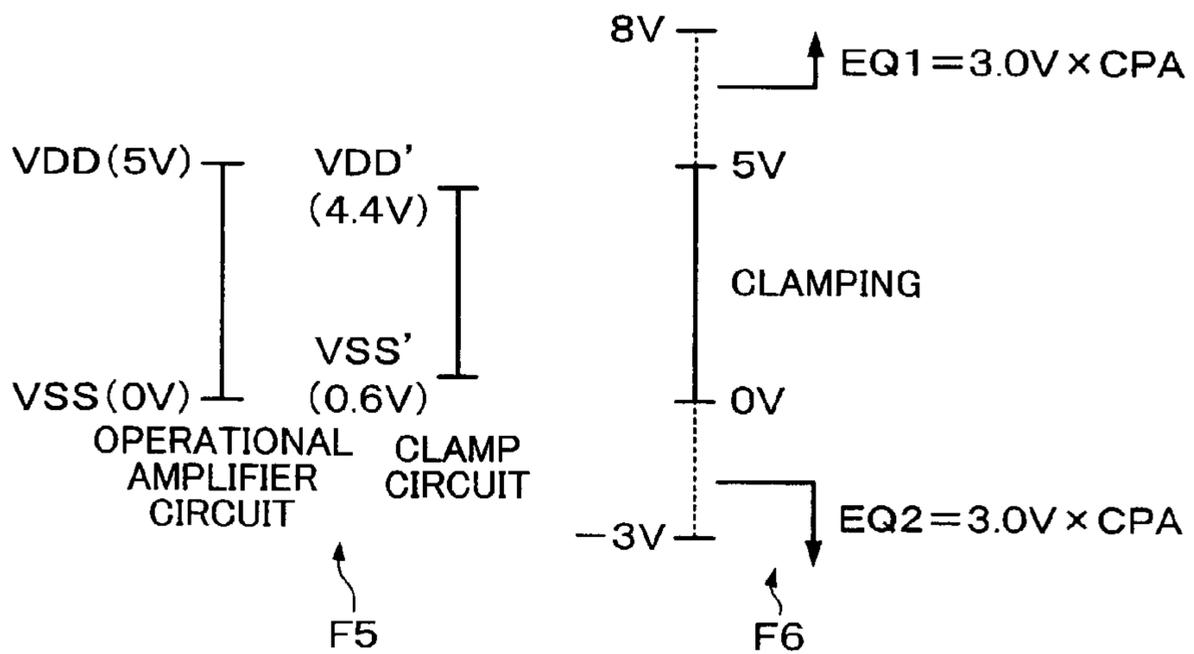 8V
EQ1=3.0V×CPA
VDD(5V)
VDD'
(4.4V)
5V
CLAMPING
VSS'
(0.6V)
VSS(0V)
0V
OPERATIONAL
AMPLIFIER
CIRCUIT
CLAMP
CIRCUIT
-3V
EQ2=3.0V×CPA
F5
F6